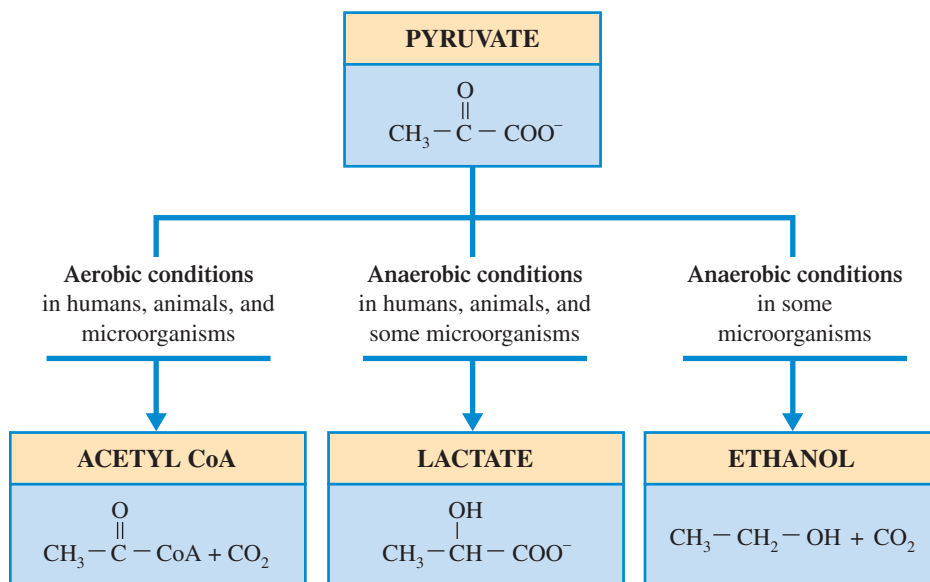 PYRUVATE
O
||
CH₃ — C — COO⁻
Aerobic conditions
in humans, animals, and
microorganisms
Anaerobic conditions
in humans, animals, and
some microorganisms
Anaerobic conditions
in some
microorganisms
ACETYL CoA
O
||
CH₃ — C — CoA + CO₂
LACTATE
OH
|
CH₃ — CH — COO⁻
ETHANOL
CH₃ — CH₂ — OH + CO₂